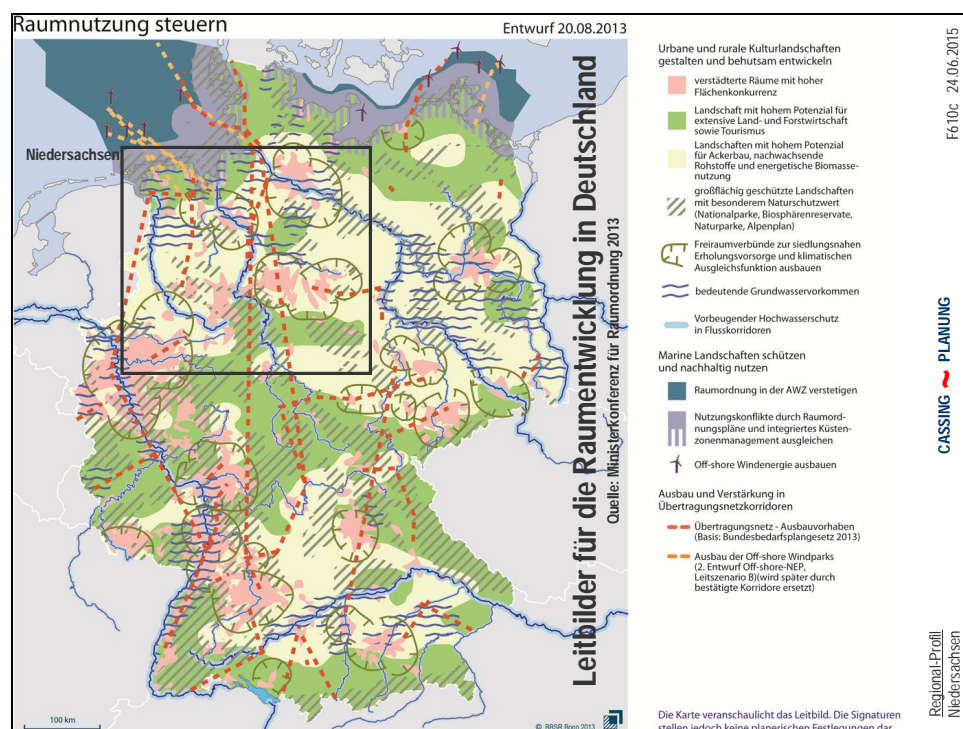 Raumnutzung steuern
Entwurf 20.08.2013
Niedersachsen
Leitbilder für die Raumentwicklung in Deutschland
Quelle: Ministerkonferenz für Raumordnung 2013
100 km
© BBSR Bonn 2013
Urbane und rurale Kulturlandschaften
gestalten und behutsam entwickeln
verstädterte Räume mit hoher
Flächenkonkurrenz
Landschaft mit hohem Potenzial für
extensive Land- und Forstwirtschaft
sowie Tourismus
Landschaften mit hohem Potenzial
für Ackerbau, nachwachsende
Rohstoffe und energetische Biomasse-
nutzung
großflächig geschützte Landschaften
mit besonderem Naturschutzwert
(Nationalparke, Biosphärenreservate,
Naturparke, Alpenplan)
Freiraumverbünde zur siedlungsnahen
Erholungsvorsorge und klimatischen
Ausgleichsfunktion ausbauen
bedeutende Grundwasservorkommen
Vorbeugender Hochwasserschutz
in Flusskorridoren
Marine Landschaften schützen
und nachhaltig nutzen
Raumordnung in der AWZ verstetigen
Nutzungskonflikte durch Raumord-
nungspläne und integriertes Küsten-
zonenmanagement ausgleichen
Off-shore Windenergie ausbauen
Ausbau und Verstärkung in
Übertragungsnetzkorridoren
Übertragungsnetz - Ausbauvorhaben
(Basis: Bundesbedarfsplangesetz 2013)
Ausbau der Off-shore Windparks
(2. Entwurf Off-shore-NEP,
Leitszenario B)(wird später durch
bestätigte Korridore ersetzt)
Die Karte veranschaulicht das Leitbild. Die Signaturen
stellen jedoch keine planerischen Festlegungen dar
F610c 24.06.2015
CASSING ~ PLANUNG
Regional-Profil
Niedersachsen